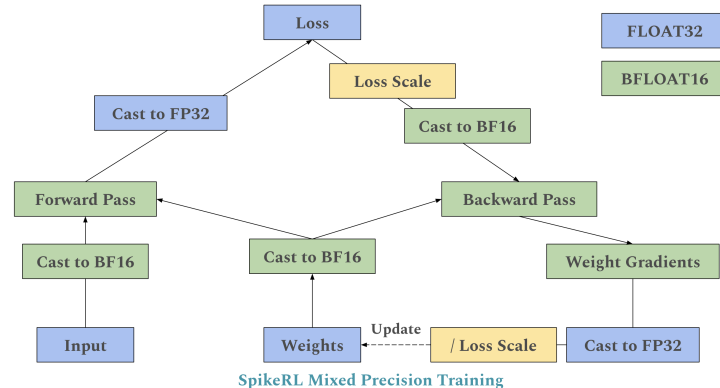 Loss
FLOAT32
Loss Scale
BFLOAT16
Cast to FP32
Cast to BF16
Forward Pass
Backward Pass
Cast to BF16
Cast to BF16
Weight Gradients
Update
Input
Weights
/ Loss Scale
Cast to FP32
SpikeRL Mixed Precision Training